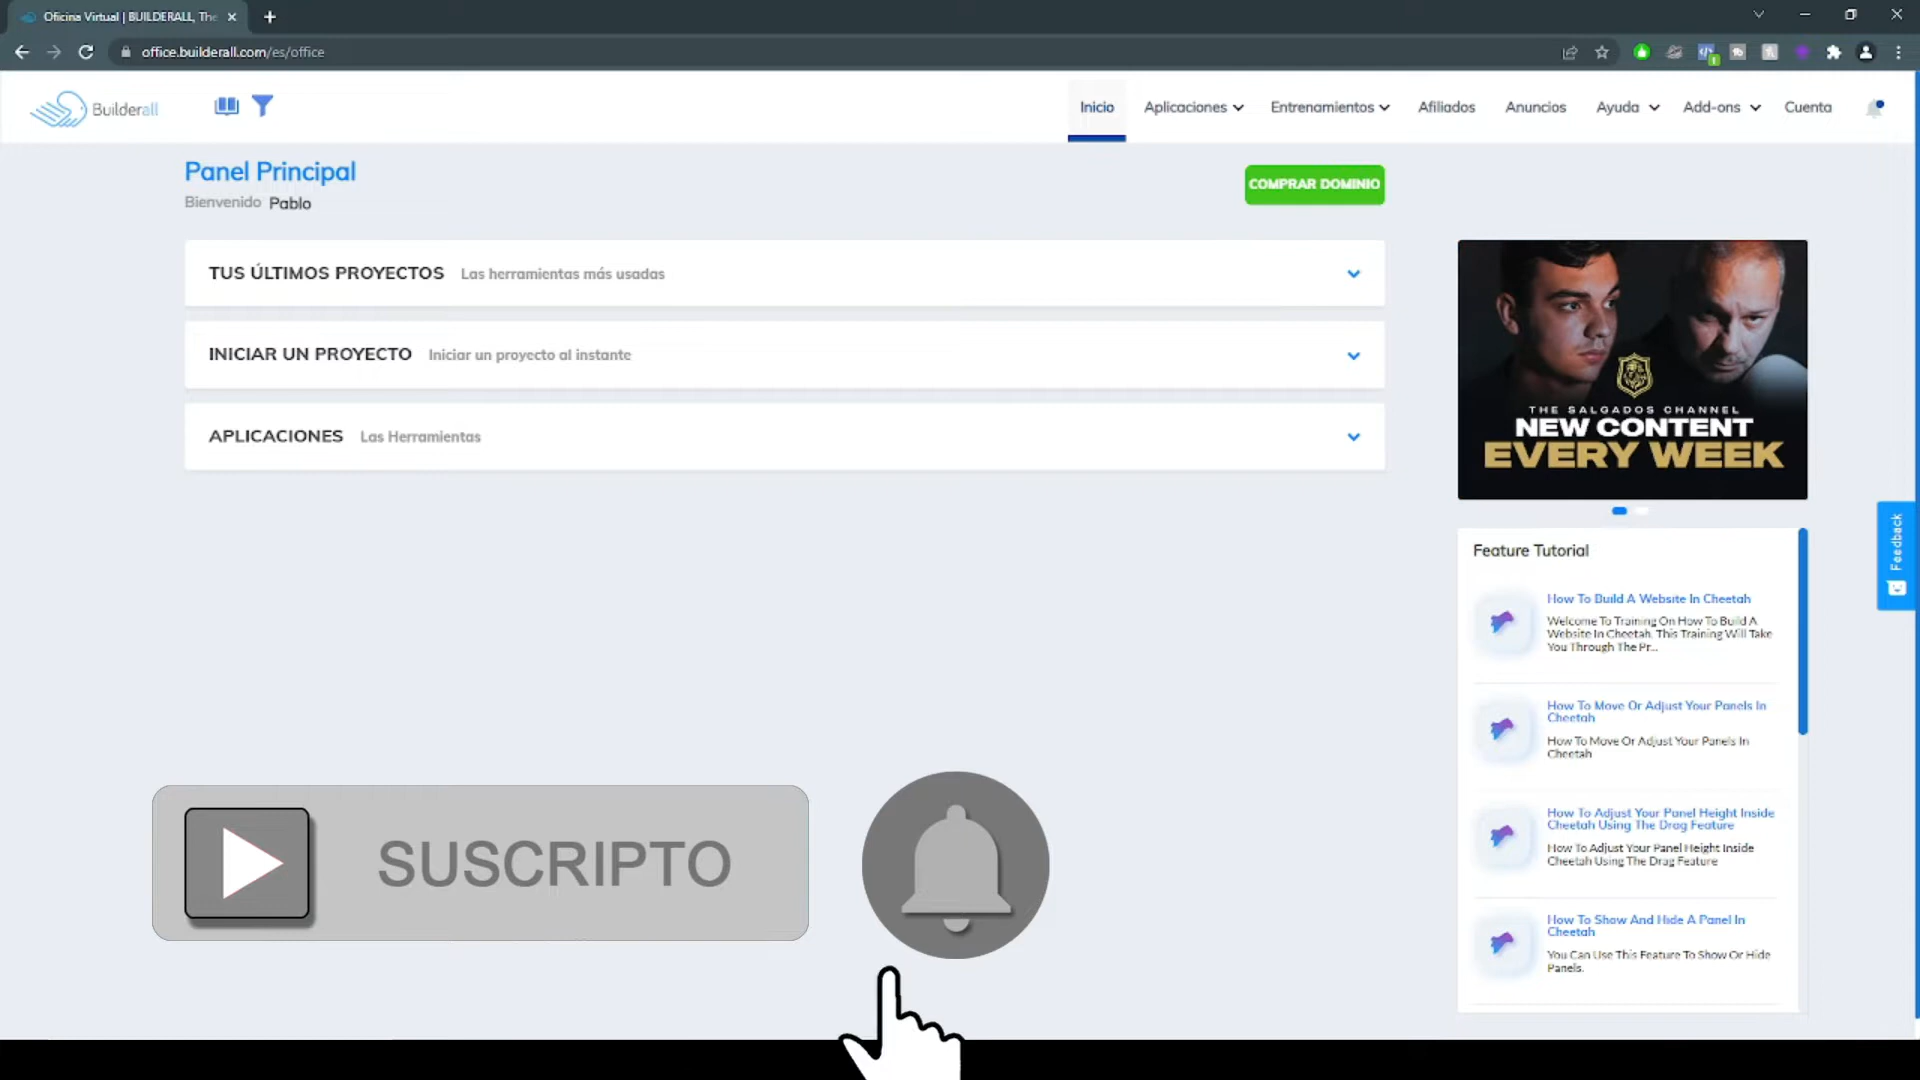 Oficina Virtual | BUILDERALL, The
office.builderall.com/es/office
Builderall
Inicio
Aplicaciones
Entrenamientos
Afiliados
Anuncios
Ayuda
Add-ons
Cuenta
Panel Principal
Bienvenido Pablo
COMPRAR DOMINIO
TUS ÚLTIMOS PROYECTOS Las herramientas más usadas
INICIAR UN PROYECTO Iniciar un proyecto al instante
APLICACIONES Las Herramientas
THE SALGADOS CHANNEL
NEW CONTENT
EVERY WEEK
Feedback
Feature Tutorial
How To Build A Website In Cheetah
Welcome To Training On How To Build A
Website In Cheetah. This Training Will Take
You Through The Pr...
How To Move Or Adjust Your Panels In
Cheetah
How To Move Or Adjust Your Panels In
Cheetah
How To Adjust Your Panel Height Inside
Cheetah Using The Drag Feature
How To Adjust Your Panel Height Inside
Cheetah Using The Drag Feature
How To Show And Hide A Panel In
Cheetah
You Can Use This Feature To Show Or Hide
Panels.
SUSCRIPTO